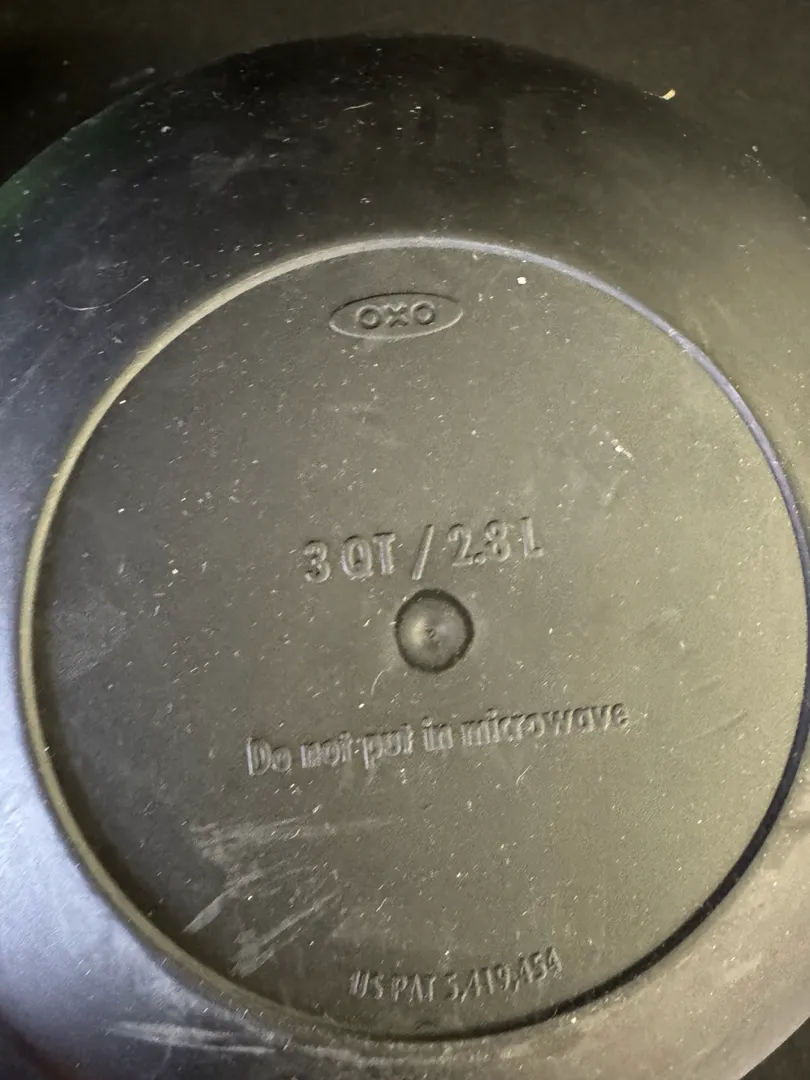 OXO
3 QT / 2.8 L
Do not put in microwave
US PAT 5,419,454